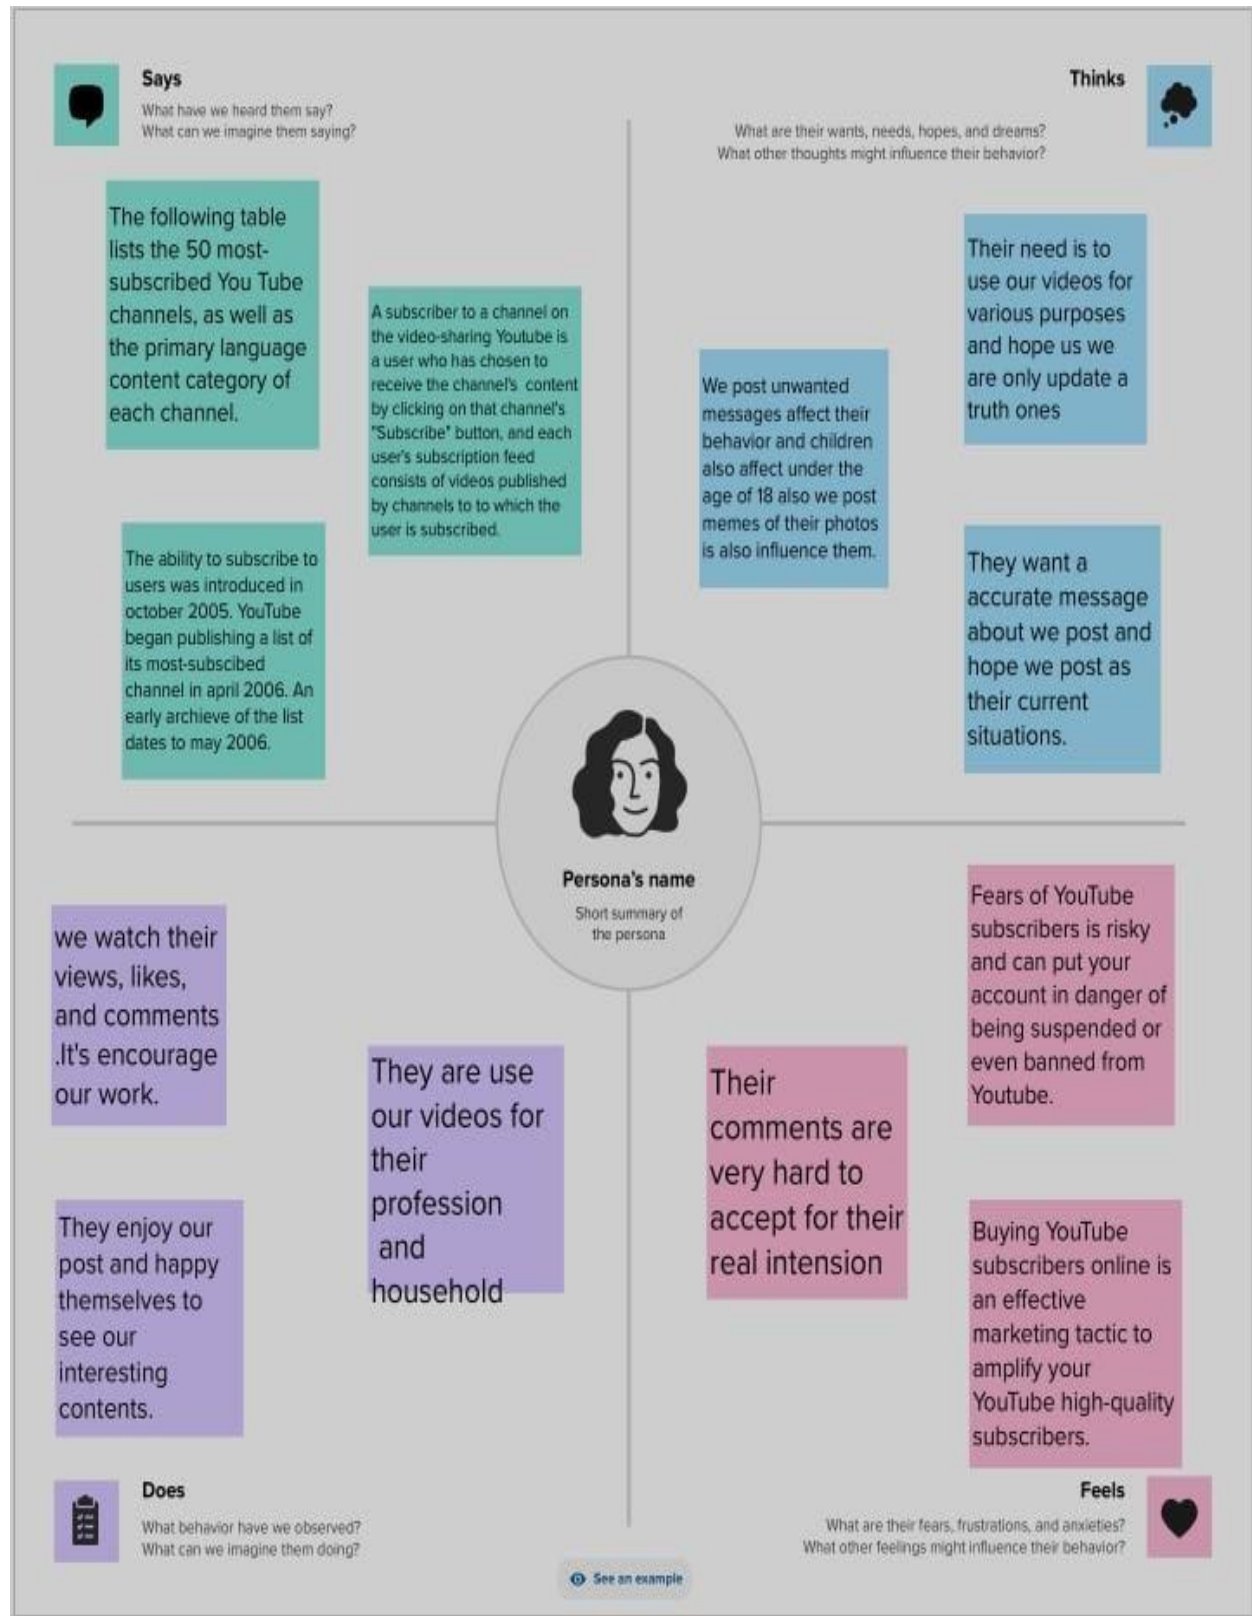 Says
What have we heard them say?
What can we imagine them saying?
Thinks
What are their wants, needs, hopes, and dreams?
What other thoughts might influence their behavior?
The following table
lists the 50 most-
subscribed You Tube
channels, as well as
the primary language
content category of
each channel.
A subscriber to a channel on
the video-sharing Youtube is
a user who has chosen to
receive the channel's content
by clicking on that channel's
"Subscribe" button, and each
user's subscription feed
consists of videos published
by channels to to which the
user is subscribed.
The ability to subscribe to
users was introduced in
october 2005. YouTube
began publishing a list of
its most-subscibed
channel in april 2006. An
early archieve of the list
dates to may 2006.
We post unwanted
messages affect their
behavior and children
also affect under the
age of 18 also we post
memes of their photos
is also influence them.
Their need is to
use our videos for
various purposes
and hope us we
are only update a
truth ones
They want a
accurate message
about we post and
hope we post as
their current
situations.
Persona's name
Short summary of
the persona
we watch their
views, likes,
and comments
.It's encourage
our work.
They are use
our videos for
their
profession
and
household
They enjoy our
post and happy
themselves to
see our
interesting
contents.
Their
comments are
very hard to
accept for their
real intension
Fears of YouTube
subscribers is risky
and can put your
account in danger of
being suspended or
even banned from
Youtube.
Buying YouTube
subscribers online is
an effective
marketing tactic to
amplify your
YouTube high-quality
subscribers.
Does
What behavior have we observed?
What can we imagine them doing?
Feels
What are their fears, frustrations, and anxieties?
What other feelings might influence their behavior?
See an example